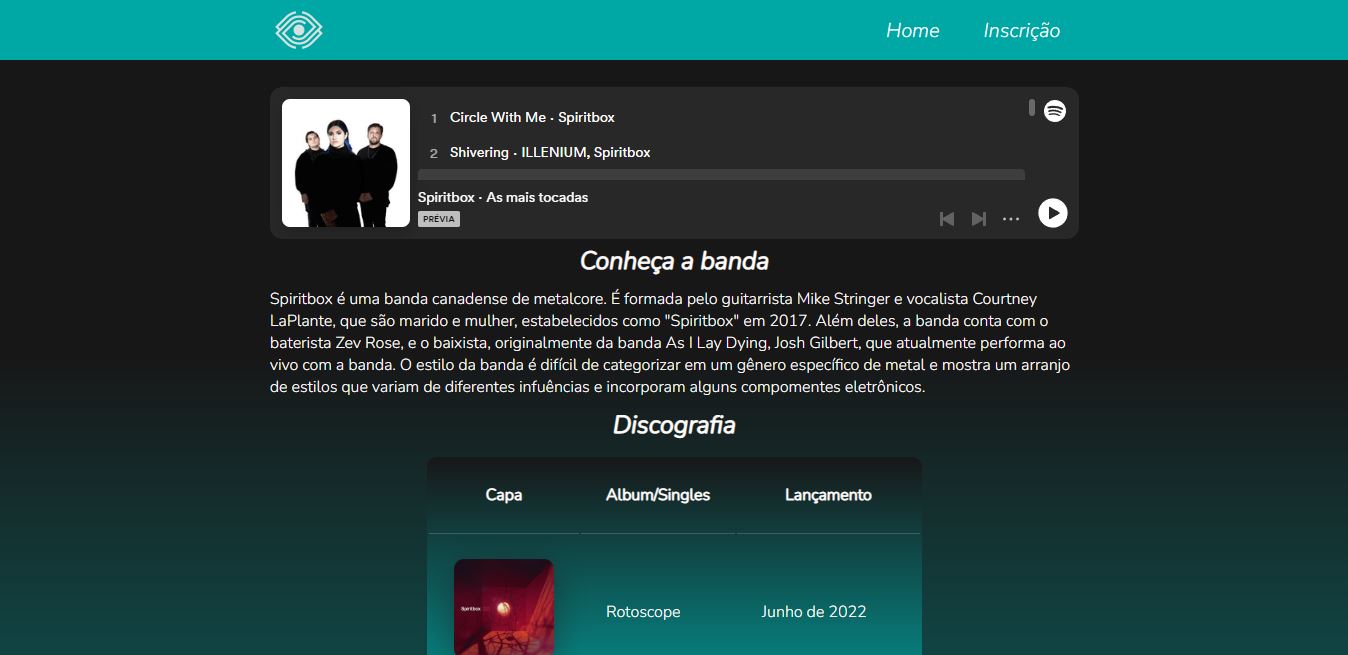 Home Inscrição
1 Circle With Me · Spiritbox
2 Shivering · ILLENIUM, Spiritbox
Spiritbox · As mais tocadas
PRÉVIA
Conheça a banda
Spiritbox é uma banda canadense de metalcore. É formada pelo guitarrista Mike Stringer e vocalista Courtney
LaPlante, que são marido e mulher, estabelecidos como "Spiritbox" em 2017. Além deles, a banda conta com o
baterista Zev Rose, e o baixista, originalmente da banda As I Lay Dying, Josh Gilbert, que atualmente performa ao
vivo com a banda. O estilo da banda é difícil de categorizar em um gênero específico de metal e mostra um arranjo
de estilos que variam de diferentes infuências e incorporam alguns compomentes eletrônicos.
Discografia
Capa Album/Singles Lançamento
Spiritbox
Rotoscope Junho de 2022